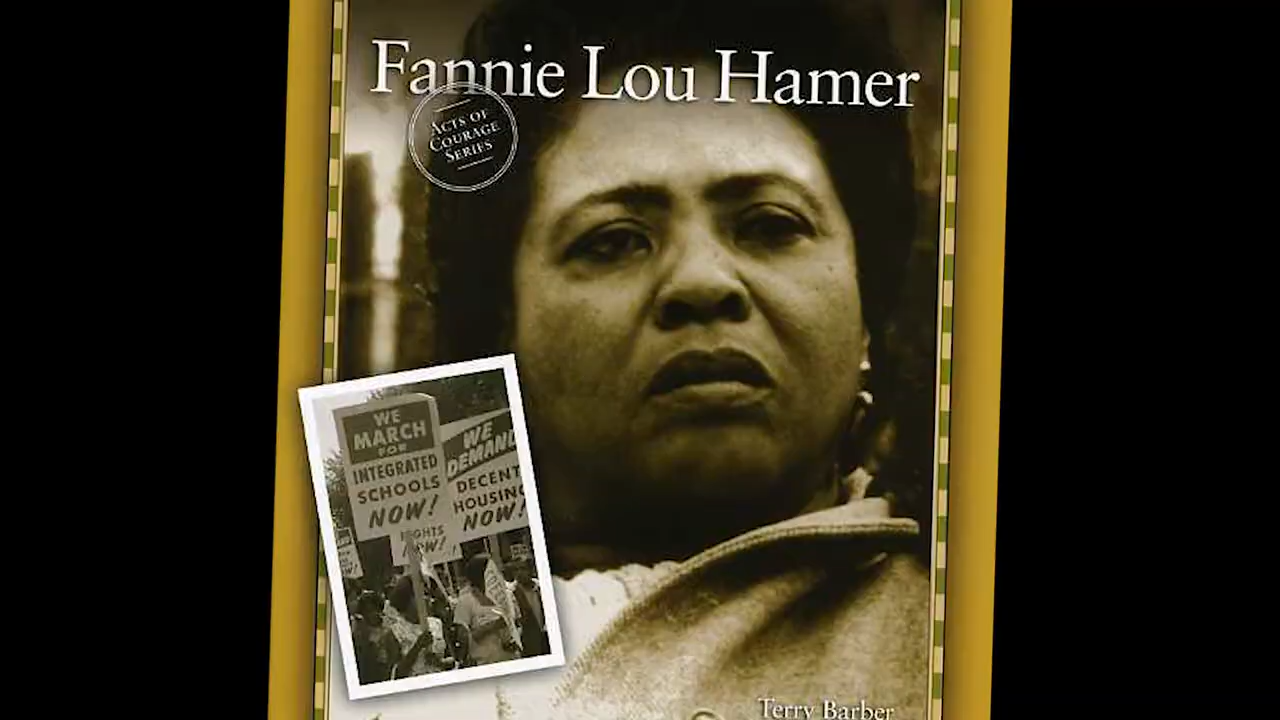 Fannie Lou Hamer
ACTS OF
COURAGE
SERIES
WE
MARCH
FOR
INTEGRATED
SCHOOLS
NOW!
WE
DEMAND
DECENT
HOUSING
NOW!
RIGHTS
NOW!
Terry Barber